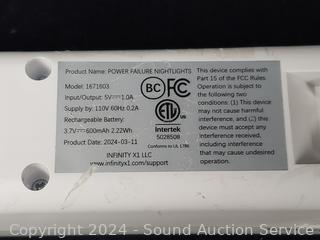 Product Name: POWER FAILURE NIGHTLIGHTS
Model: 1671603
Input/Output: 5V⎓1.0A
Supply by: 110V 60Hz 0.2A
Rechargeable Battery:
3.7V⎓600mAh 2.22Wh
Product Date: 2024-03-11
INFINITY X1 LLC
www.infinityx1.com/support
BC
FC
ETL
Intertek
5028508
Conforms to UL 1786
This device complies with
Part 15 of the FCC Rules.
Operation is subject to
following two conditions:
(1) This device may
not cause harmful
interference, and
(2) this device must accept
any interference received,
including interference
that may cause undesired
operation.
Copyright 2024 - Sound Auction Service